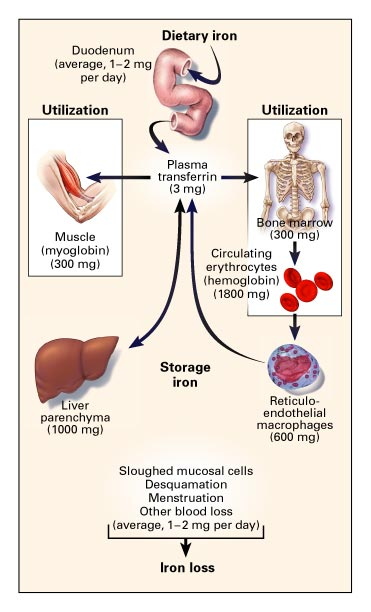 Dietary iron
Duodenum
(average, 1–2 mg
per day)
Utilization
Utilization
Plasma
transferrin
(3 mg)
Muscle
(myoglobin)
(300 mg)
Bone marrow
(300 mg)
Circulating
erythrocytes
(hemoglobin)
(1800 mg)
Storage
iron
Liver
parenchyma
(1000 mg)
Reticulo-
endothelial
macrophages
(600 mg)
Sloughed mucosal cells
Desquamation
Menstruation
Other blood loss
(average, 1–2 mg per day)
Iron loss